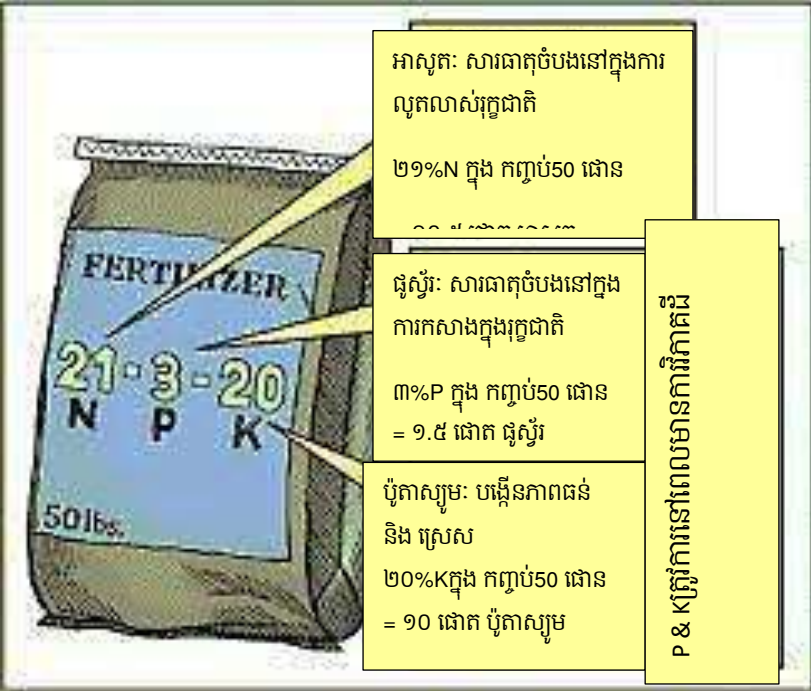 អាសូត: សារធាតុចំបងនៅក្នុងការ
លូតលាស់រុក្ខជាតិ
២១%N ក្នុង កញ្ចប់50 ផោន
ផូស្វ័រ: សារធាតុចំបងនៅក្នុង
ការកសាងក្នុងរុក្ខជាតិ
៣%P ក្នុង កញ្ចប់50 ផោន
= ១.៥ ផោត ផូស្វ័រ
ប៉ូតាស្យូម: បង្កើនភាពធន់
និង ស្រេស
២០%Kក្នុង កញ្ចប់50 ផោន
= ១០ ផោត ប៉ូតាស្យូម
P & Kត្រូវការនៅពេលមានការវិភាគដី
FERTILIZER
21-3-20
N P K
50lbs.